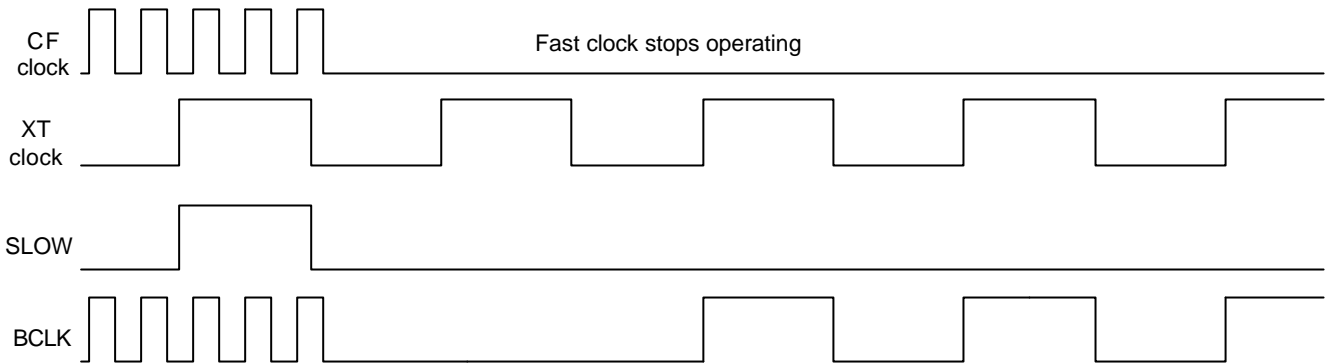 CF
clock
Fast clock stops operating
XT
clock
SLOW
BCLK